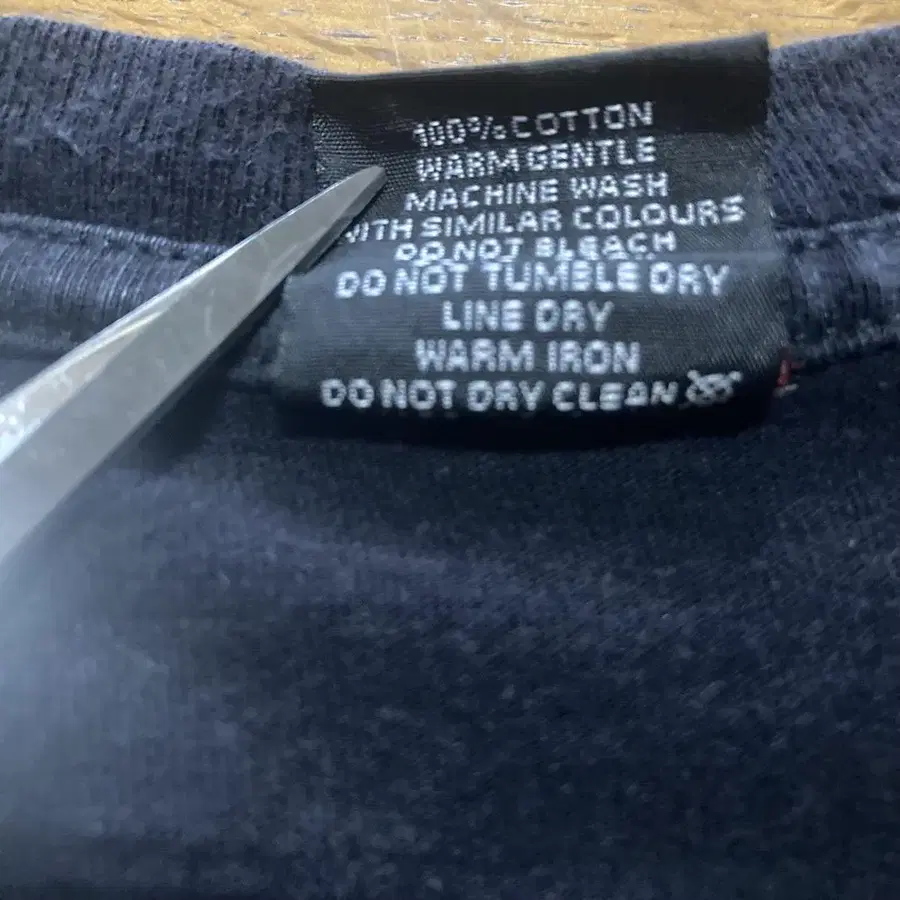 100% COTTON
WARM GENTLE
MACHINE WASH
WITH SIMILAR COLOURS
DO NOT BLEACH
DO NOT TUMBLE DRY
LINE DRY
WARM IRON
DO NOT DRY CLEAN